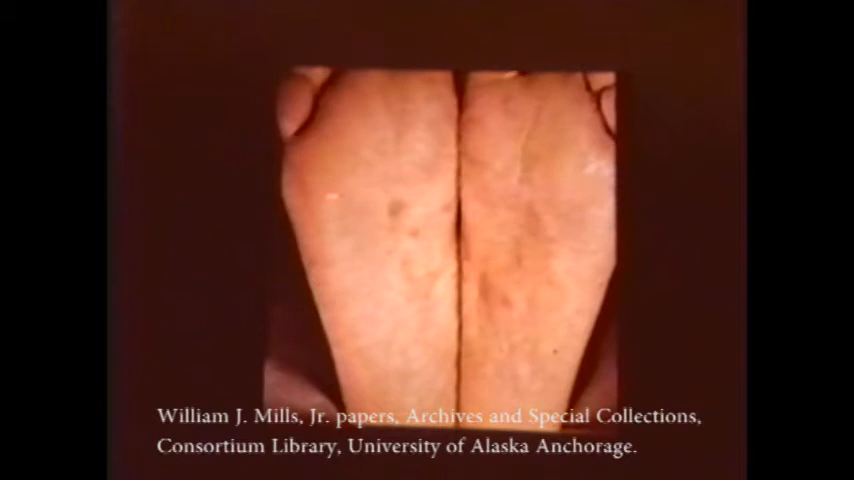 William J. Mills, Jr. papers, Archives and Special Collections,
Consortium Library, University of Alaska Anchorage.